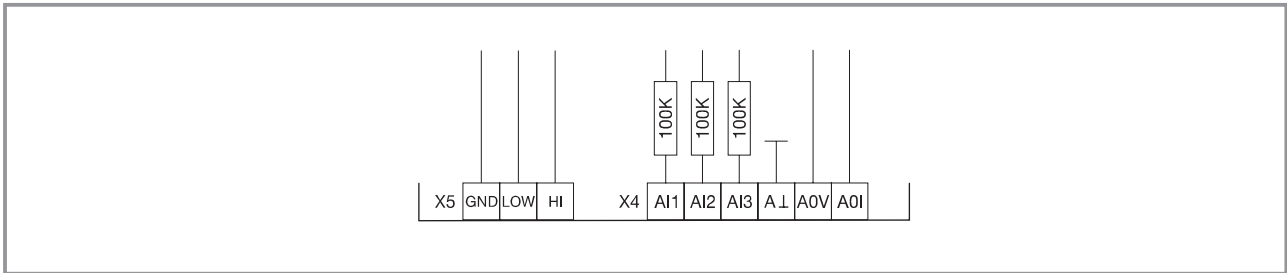 100K 100K 100K
X5 GND LOW HI X4 AI1 AI2 AI3 A⊥ A0V A0I